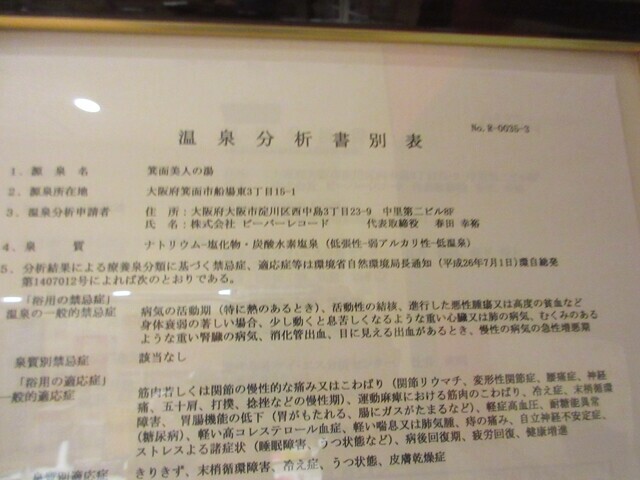 No.R-0035-3
温泉分析書別表
1. 源泉名 箕面美人の湯
2. 源泉所在地 大阪府箕面市船場東3丁目15-1
3. 温泉分析申請者 住 所:大阪府大阪市淀川区西中島3丁目23-9 中里第二ビル8F
氏 名:株式会社 ビーバーレコード 代表取締役 春田 幸裕
4. 泉 質 ナトリウム-塩化物・炭酸水素塩泉 (低張性-弱アルカリ性-低温泉)
5. 分析結果による療養泉分類に基づく禁忌症、適応症等は環境省自然環境局長通知 (平成26年7月1日)環自総発
第1407012号によれば次のとおりである。
「浴用の禁忌症」
温泉の一般的禁忌症 病気の活動期 (特に熱のあるとき)、活動性の結核、進行した悪性腫瘍又は高度の貧血など
身体衰弱の著しい場合、少し動くと息苦しくなるような重い心臓又は肺の病気、むくみのある
ような重い腎臓の病気、消化管出血、目に見える出血があるとき、慢性の病気の急性増悪期
泉質別禁忌症 該当なし
「浴用の適応症」
一般的適応症 筋肉若しくは関節の慢性的な痛み又はこわばり (関節リウマチ、変形性関節症、腰痛症、神経
痛、五十肩、打撲、捻挫などの慢性期)、運動麻痺における筋肉のこわばり、冷え症、末梢循環
障害、 胃腸機能の低下 (胃がもたれる、腸にガスがたまるなど)、軽症高血圧、耐糖能異常
(糖尿病)、軽い高コレステロール血症、軽い喘息又は肺気腫、痔の痛み、自立神経不安定症、
ストレスよる諸症状 (睡眠障害、うつ状態など)、病後回復期、疲労回復、健康増進
泉質別適応症 きりきず、末梢循環障害、冷え症、うつ状態、皮膚乾燥症